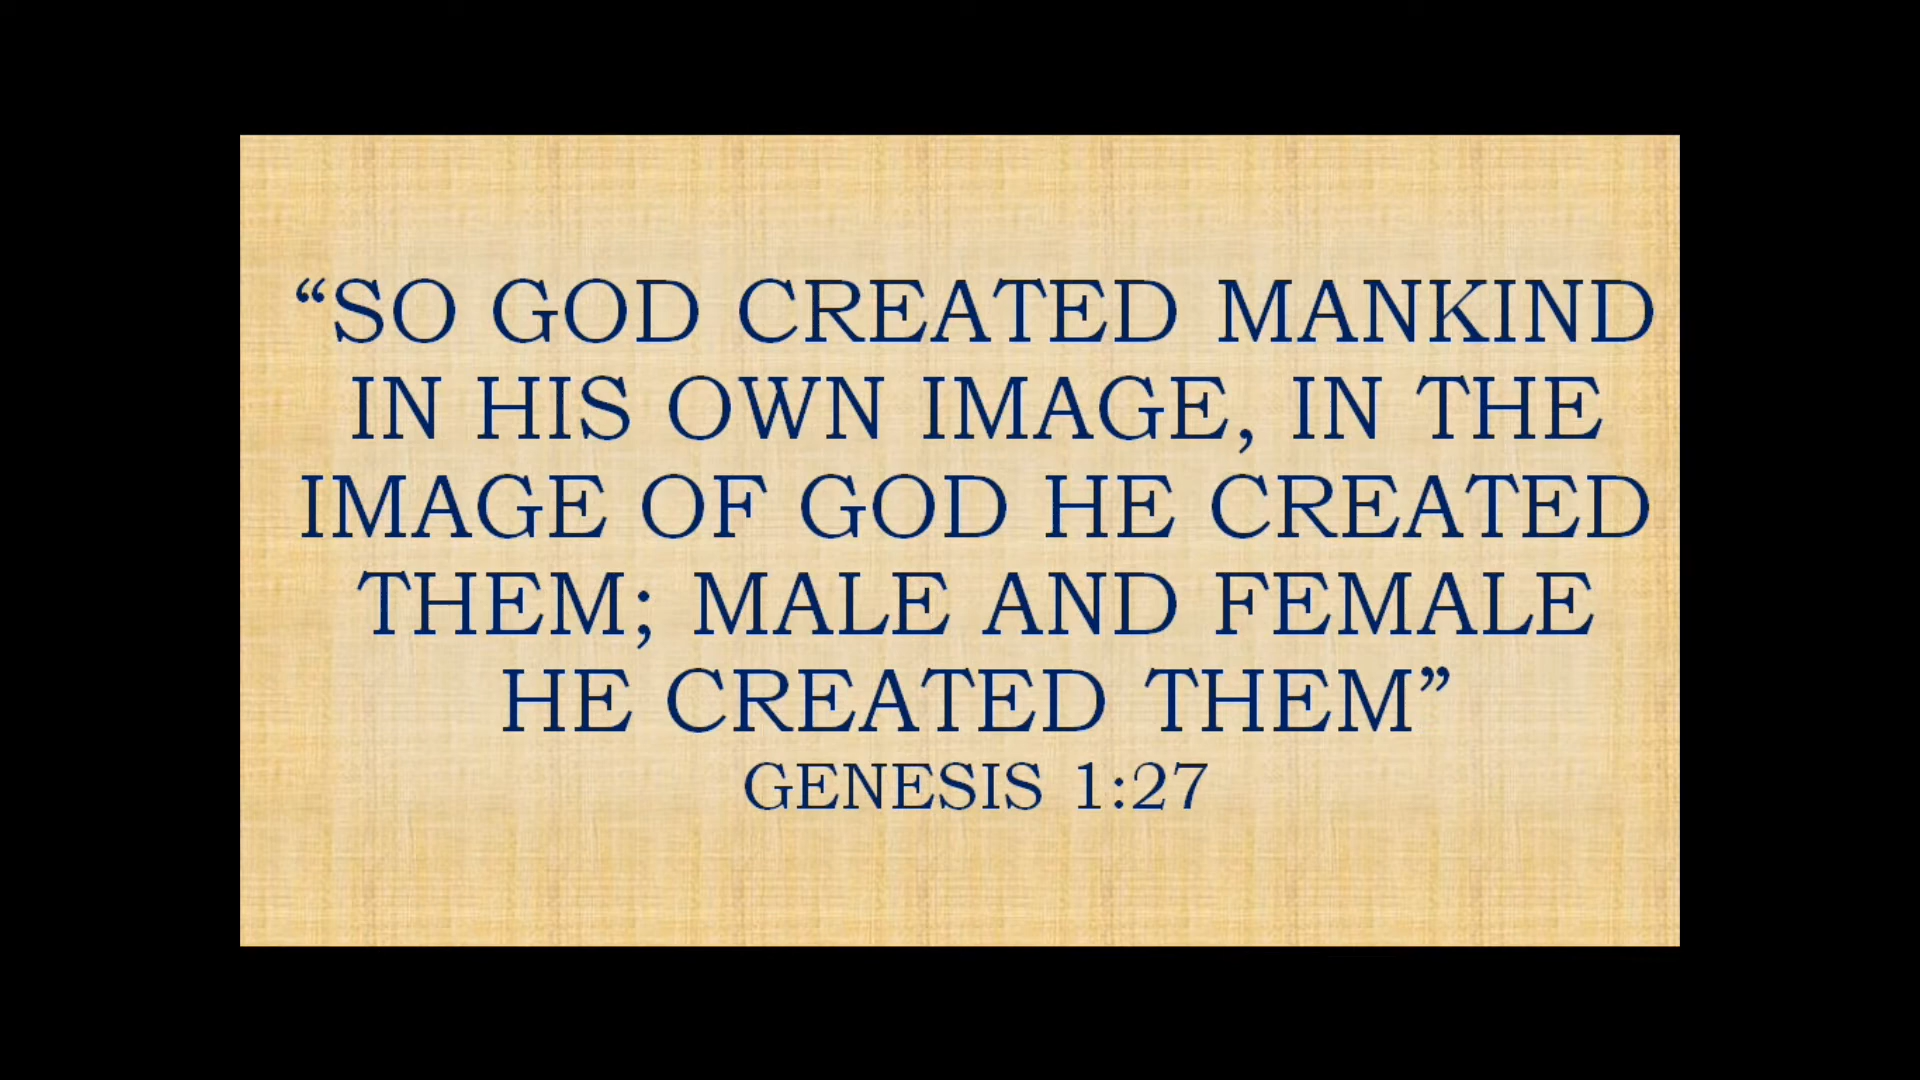 “SO GOD CREATED MANKIND
IN HIS OWN IMAGE, IN THE
IMAGE OF GOD HE CREATED
THEM; MALE AND FEMALE
HE CREATED THEM”
GENESIS 1:27